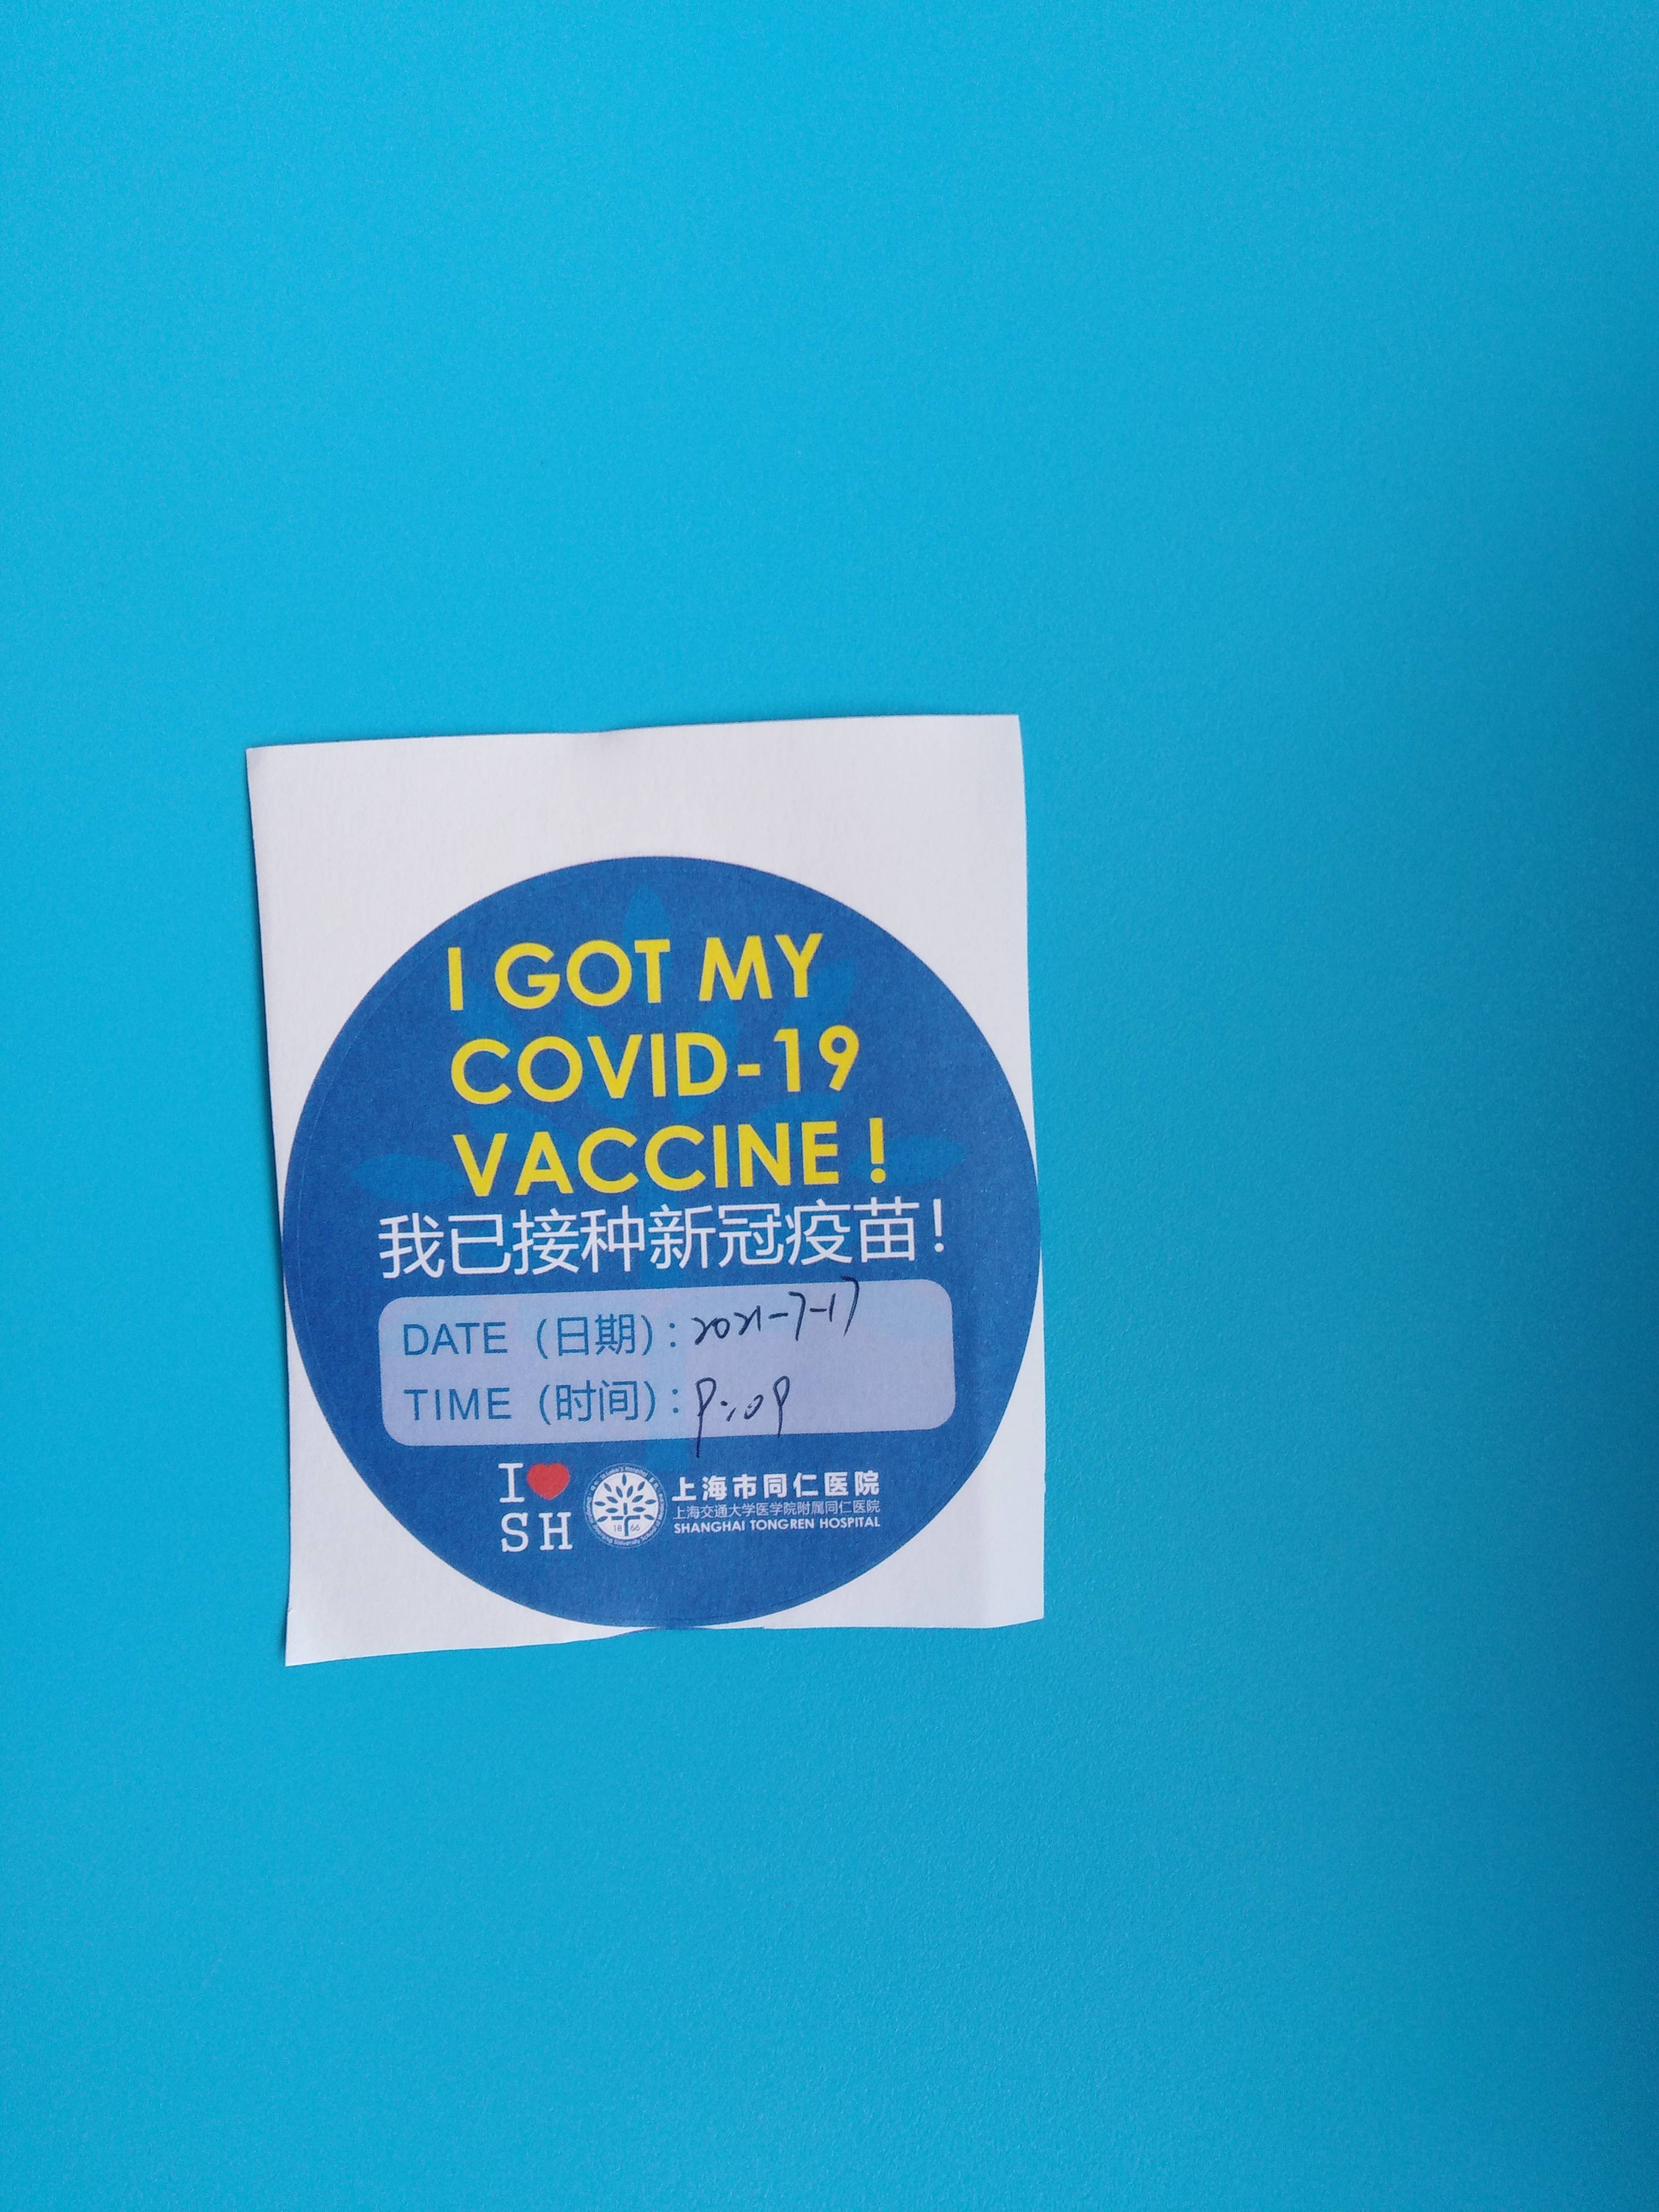 I GOT MY
COVID-19
VACCINE !
我已接种新冠疫苗！
DATE（日期）：2021-7-17
TIME（时间）：9:09
I❤
SH
18 66
上海市同仁医院
上海交通大学医学院附属同仁医院
SHANGHAI TONGREN HOSPITAL